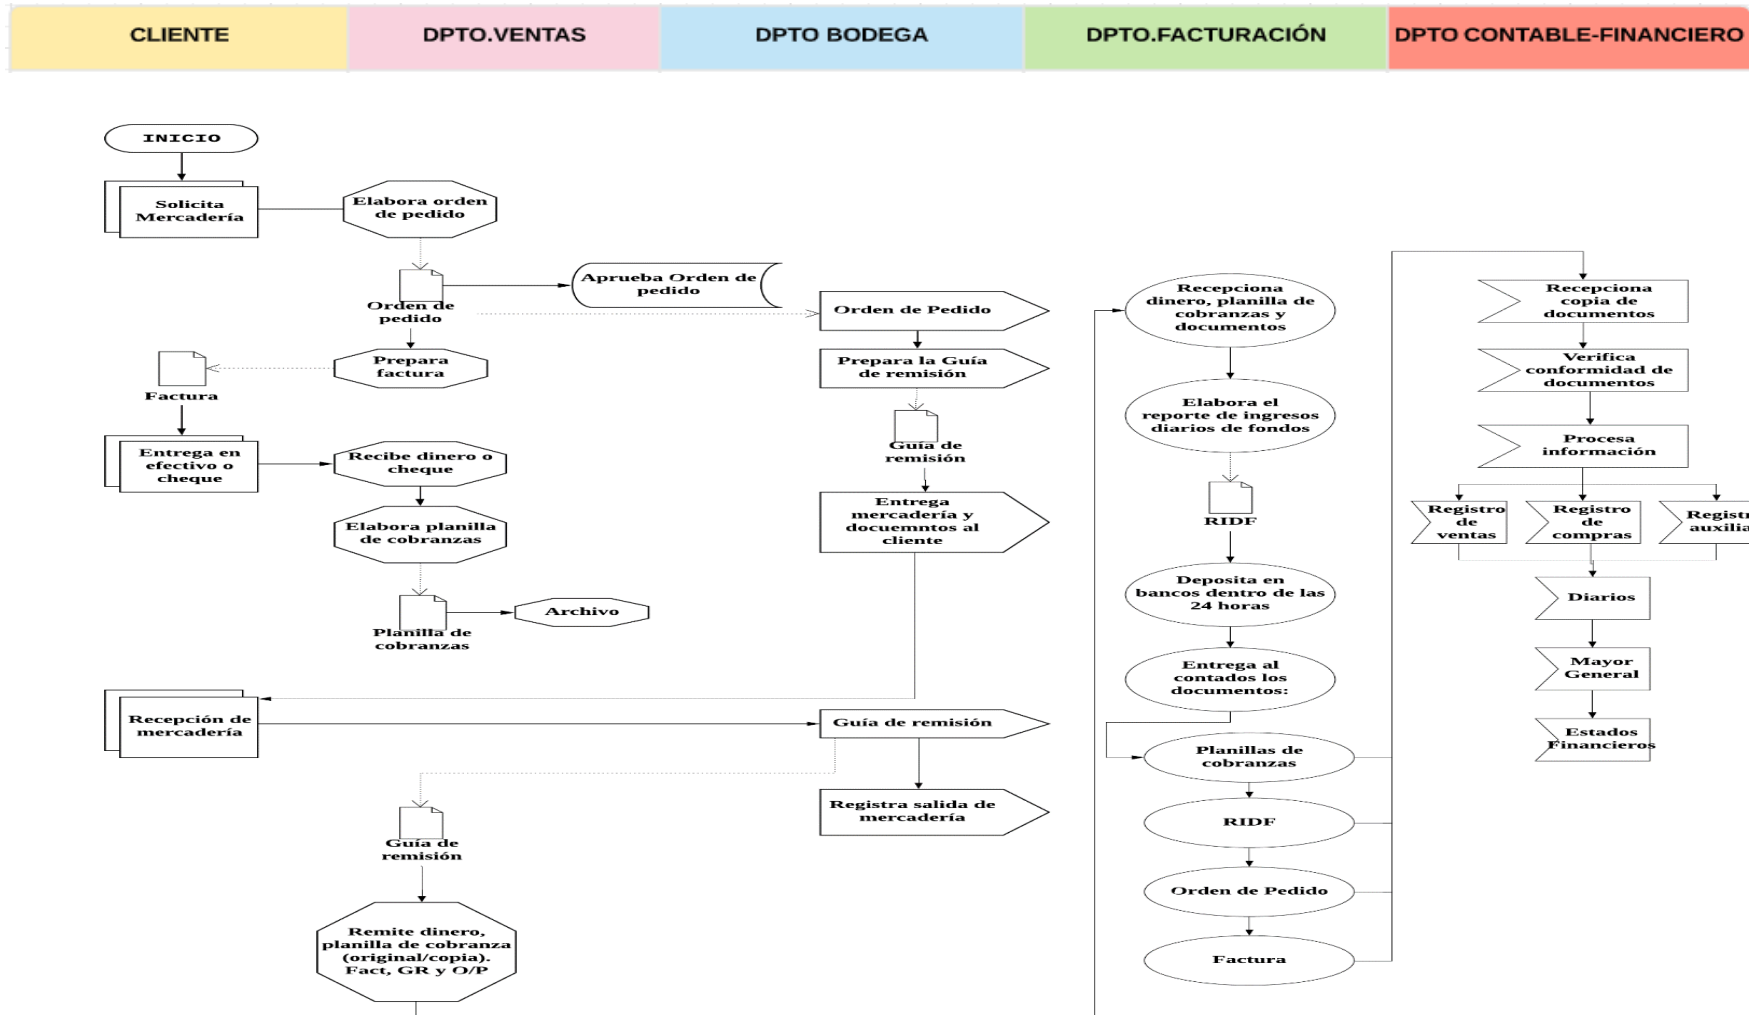 CLIENTE
DPTO.VENTAS
DPTO BODEGA
DPTO.FACTURACIÓN
DPTO CONTABLE-FINANCIERO
INICIO
Solicita
Mercadería
Elabora orden
de pedido
Orden de
pedido
Aprueba Orden de
pedido
Prepara
factura
Factura
Entrega en
efectivo o
cheque
Recibe dinero o
cheque
Elabora planilla
de cobranzas
Planilla de
cobranzas
Archivo
Orden de Pedido
Prepara la Guía
de remisión
Guía de
remisión
Entrega
mercadería y
docuemntos al
cliente
Recepción de
mercadería
Guía de remisión
Registra salida de
mercadería
Guía de
remisión
Remite dinero,
planilla de cobranza
(original/copia).
Fact, GR y O/P
Recepciona
dinero, planilla de
cobranzas y
documentos
Elabora el
reporte de ingresos
diarios de fondos
RIDF
Deposita en
bancos dentro de las
24 horas
Entrega al
contados los
documentos:
Planillas de
cobranzas
RIDF
Orden de Pedido
Factura
Recepciona
copia de
documentos
Verifica
conformidad de
documentos
Procesa
información
Registro
de
ventas
Registro
de
compras
Registr
auxilia
Diarios
Mayor
General
Estados
Financieros